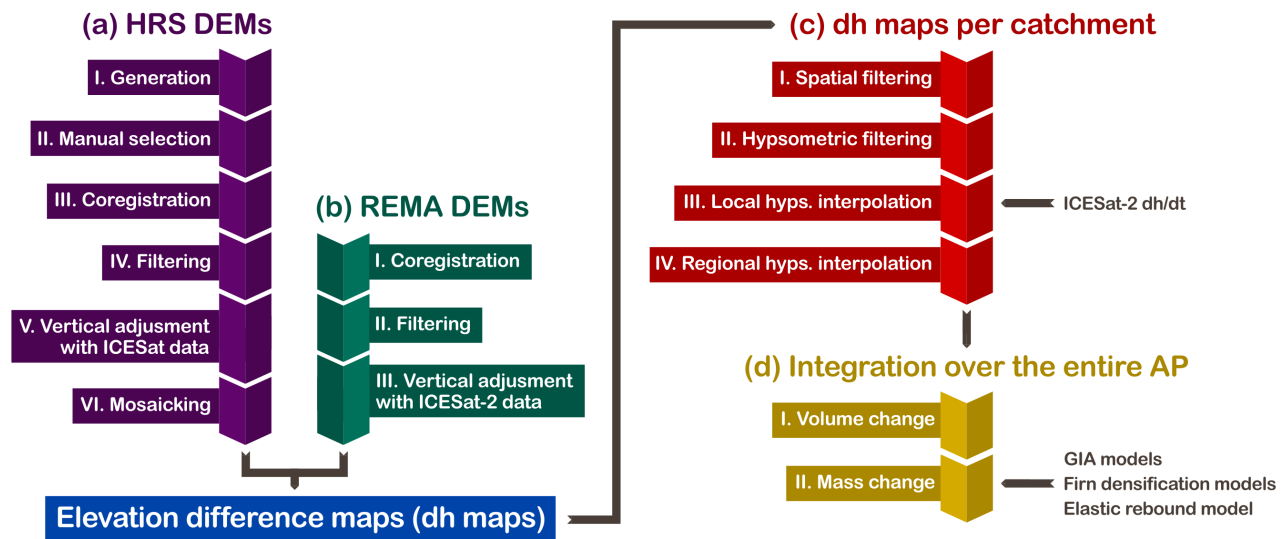 (a) HRS DEMs
I. Generation
II. Manual selection
III. Coregistration
IV. Filtering
V. Vertical adjusment
with ICESat data
VI. Mosaicking
(b) REMA DEMs
I. Coregistration
II. Filtering
III. Vertical adjusment
with ICESat-2 data
Elevation difference maps (dh maps)
(c) dh maps per catchment
I. Spatial filtering
II. Hypsometric filtering
III. Local hyps. interpolation
ICESat-2 dh/dt
IV. Regional hyps. interpolation
(d) Integration over the entire AP
I. Volume change
II. Mass change
GIA models
Firn densification models
Elastic rebound model